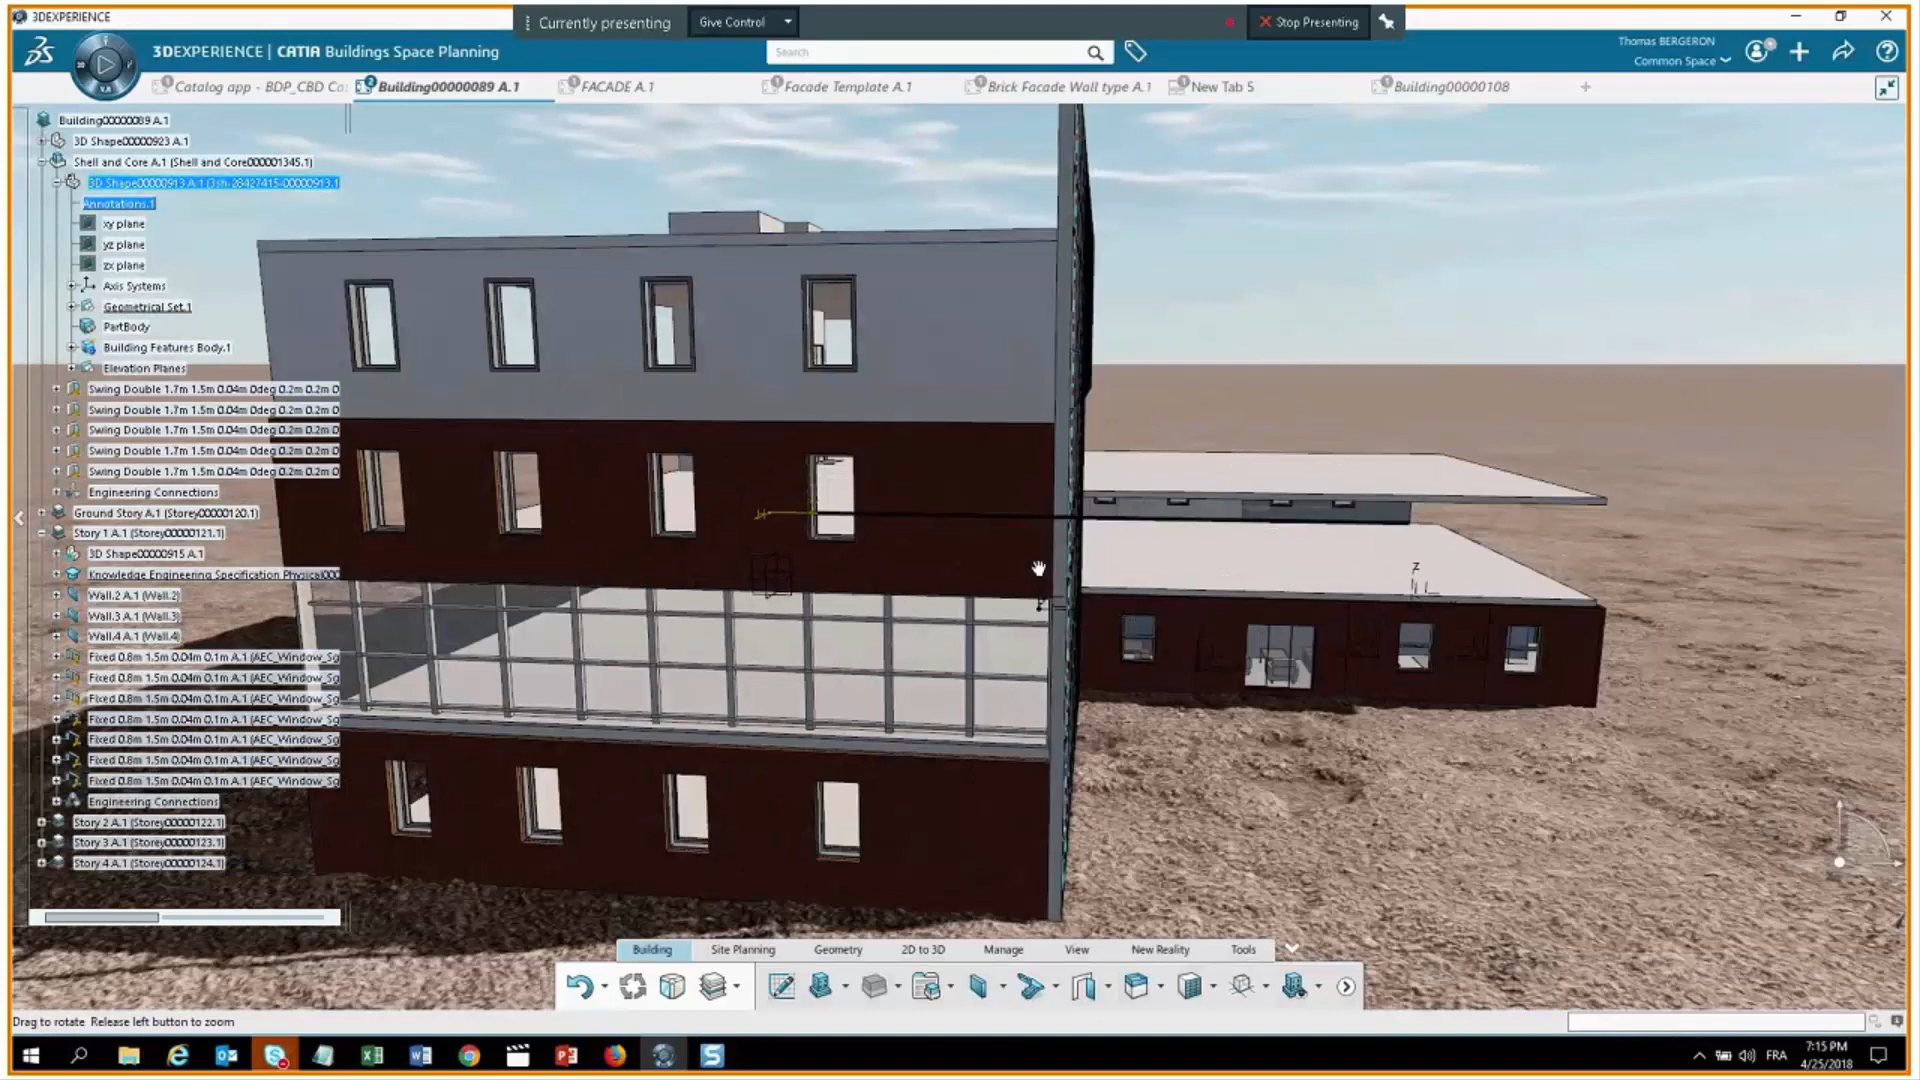 3DEXPERIENCE
Currently presenting
Give Control
Stop Presenting
3DEXPERIENCE | CATIA Buildings Space Planning
Search
Thomas BERGERON
Common Space
Catalog app - BDP_CBD Ca:
Building00000089 A.1
FACADE A.1
Facade Template A.1
Brick Facade Wall type A.1
New Tab 5
Building00000108
Building00000089 A.1
3D Shape00000923 A.1
Shell and Core A.1 (Shell and Core000001345.1)
3D Shape00000913 A.1 (3sh-28427415-00000913.1
Annotations.1
xy plane
yz plane
zx plane
Axis Systems
Geometrical Set.1
PartBody
Building Features Body.1
Elevation Planes
Swing Double 1.7m 1.5m 0.04m 0deg 0.2m 0.2m 0
Swing Double 1.7m 1.5m 0.04m 0deg 0.2m 0.2m 0
Swing Double 1.7m 1.5m 0.04m 0deg 0.2m 0.2m 0
Swing Double 1.7m 1.5m 0.04m 0deg 0.2m 0.2m 0
Swing Double 1.7m 1.5m 0.04m 0deg 0.2m 0.2m 0
Engineering Connections
Ground Story A.1 (Storey00000120.1)
Story 1 A.1 (Storey00000121.1)
3D Shape00000915 A.1
Knowledge Engineering Specification Physical000
Wall.2 A.1 (Wall.2)
Wall.3 A.1 (Wall.3)
Wall.4 A.1 (Wall.4)
Fixed 0.8m 1.5m 0.04m 0.1m A.1 (AEC_Window_Sg
Fixed 0.8m 1.5m 0.04m 0.1m A.1 (AEC_Window_Sg
Fixed 0.8m 1.5m 0.04m 0.1m A.1 (AEC_Window_Sg
Fixed 0.8m 1.5m 0.04m 0.1m A.1 (AEC_Window_Sg
Fixed 0.8m 1.5m 0.04m 0.1m A.1 (AEC_Window_Sg
Fixed 0.8m 1.5m 0.04m 0.1m A.1 (AEC_Window_Sg
Fixed 0.8m 1.5m 0.04m 0.1m A.1 (AEC_Window_Sg
Engineering Connections
Story 2 A.1 (Storey00000122.1)
Story 3 A.1 (Storey00000123.1)
Story 4 A.1 (Storey00000124.1)
z
Building
Site Planning
Geometry
2D to 3D
Manage
View
New Reality
Tools
Drag to rotate Release left button to zoom
FRA
7:15 PM
4/25/2018